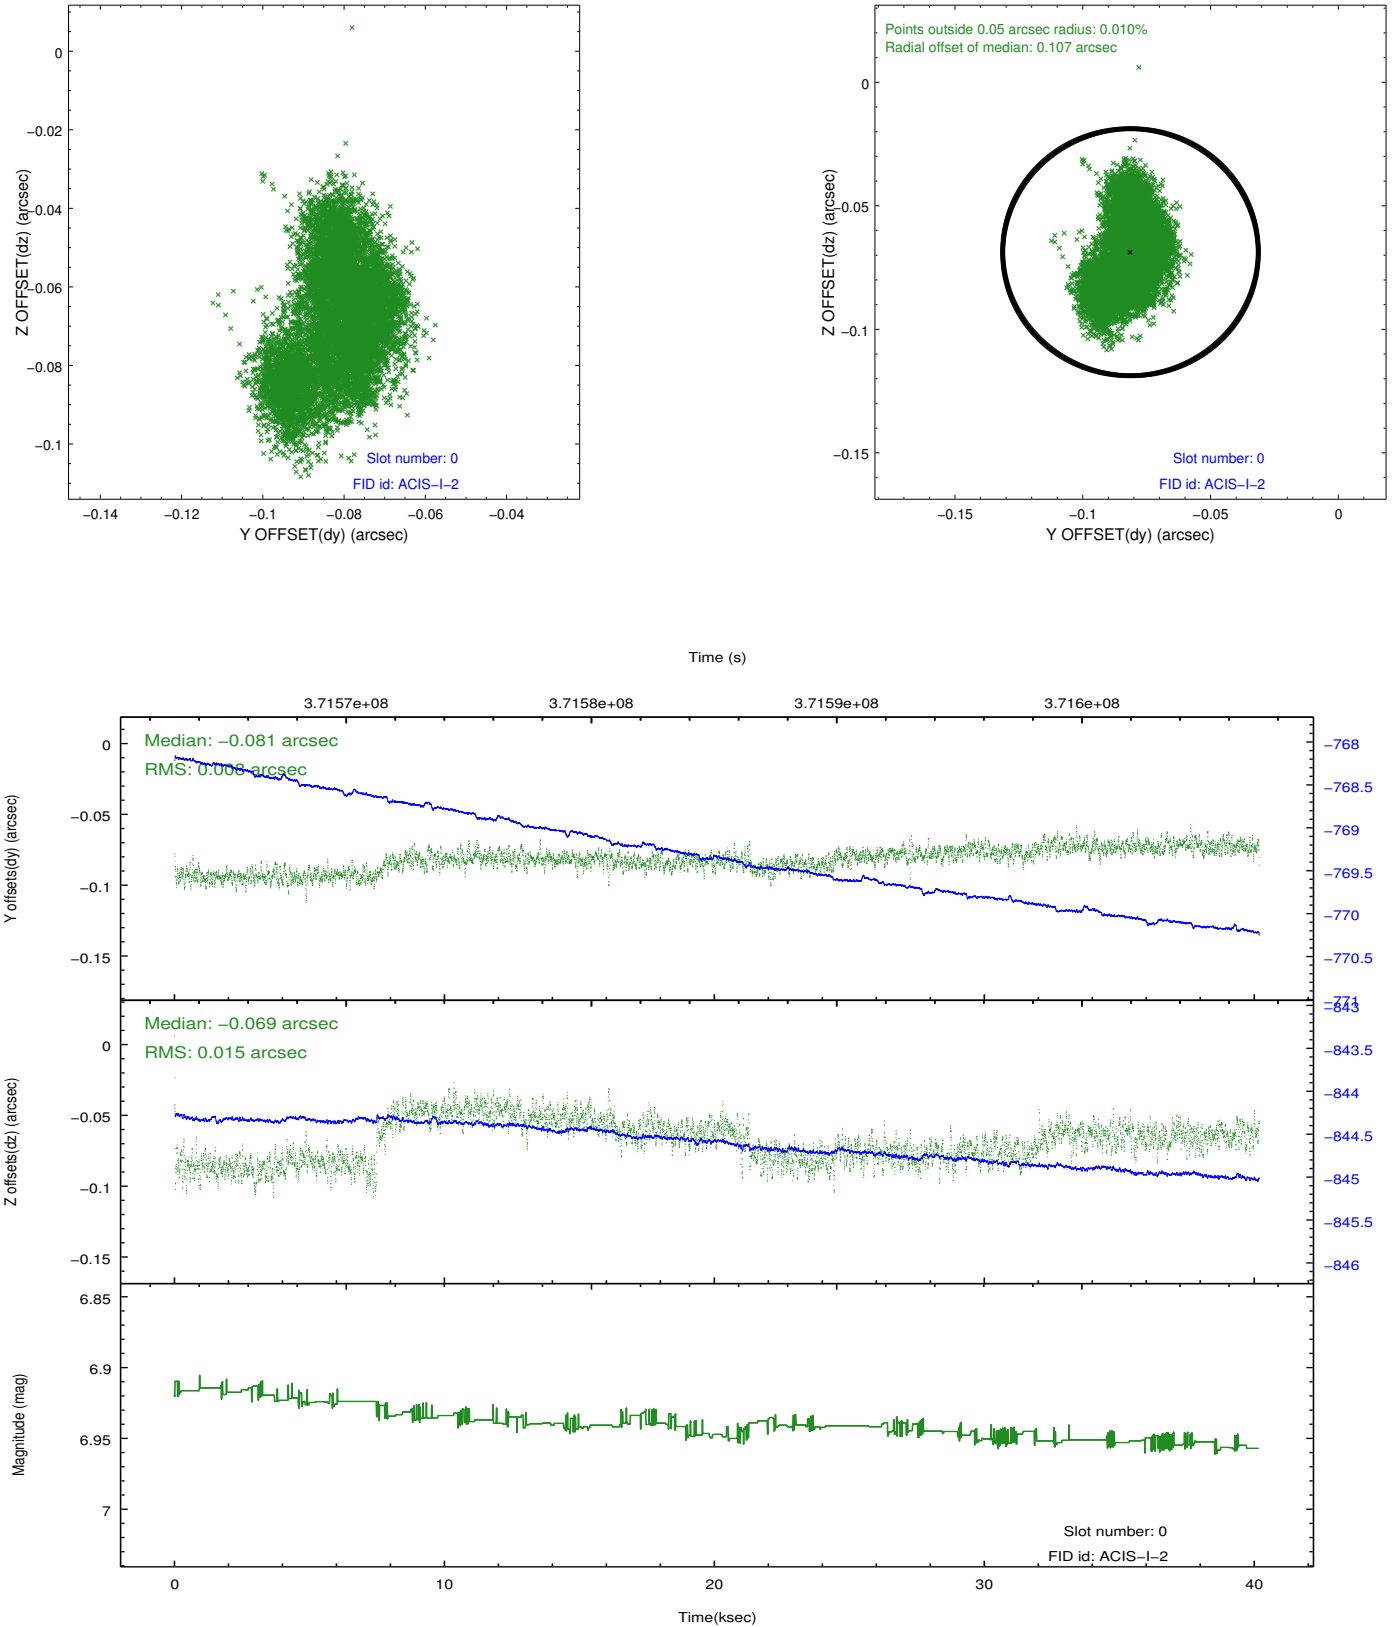 0
−0.02
−0.04
−0.06
−0.08
−0.1
Z OFFSET(dz) (arcsec)
Slot number: 0
FID id: ACIS−I−2
−0.14
−0.12
−0.1
−0.08
−0.06
−0.04
Y OFFSET(dy) (arcsec)
Points outside 0.05 arcsec radius: 0.010%
Radial offset of median: 0.107 arcsec
0
−0.05
−0.1
−0.15
Z OFFSET(dz) (arcsec)
Slot number: 0
FID id: ACIS−I−2
−0.15
−0.1
−0.05
0
Y OFFSET(dy) (arcsec)
Time (s)
3.7157e+08
3.7158e+08
3.7159e+08
3.716e+08
Median: −0.081 arcsec
RMS: 0.008 arcsec
0
−0.05
−0.1
−0.15
Y offsets(dy) (arcsec)
−768
−768.5
−769
−769.5
−770
−770.5
−771
Median: −0.069 arcsec
RMS: 0.015 arcsec
0
−0.05
−0.1
−0.15
Z offsets(dz) (arcsec)
−843
−843.5
−844
−844.5
−845
−845.5
−846
6.85
6.9
6.95
7
Magnitude (mag)
Slot number: 0
FID id: ACIS−I−2
0
10
20
30
40
Time(ksec)